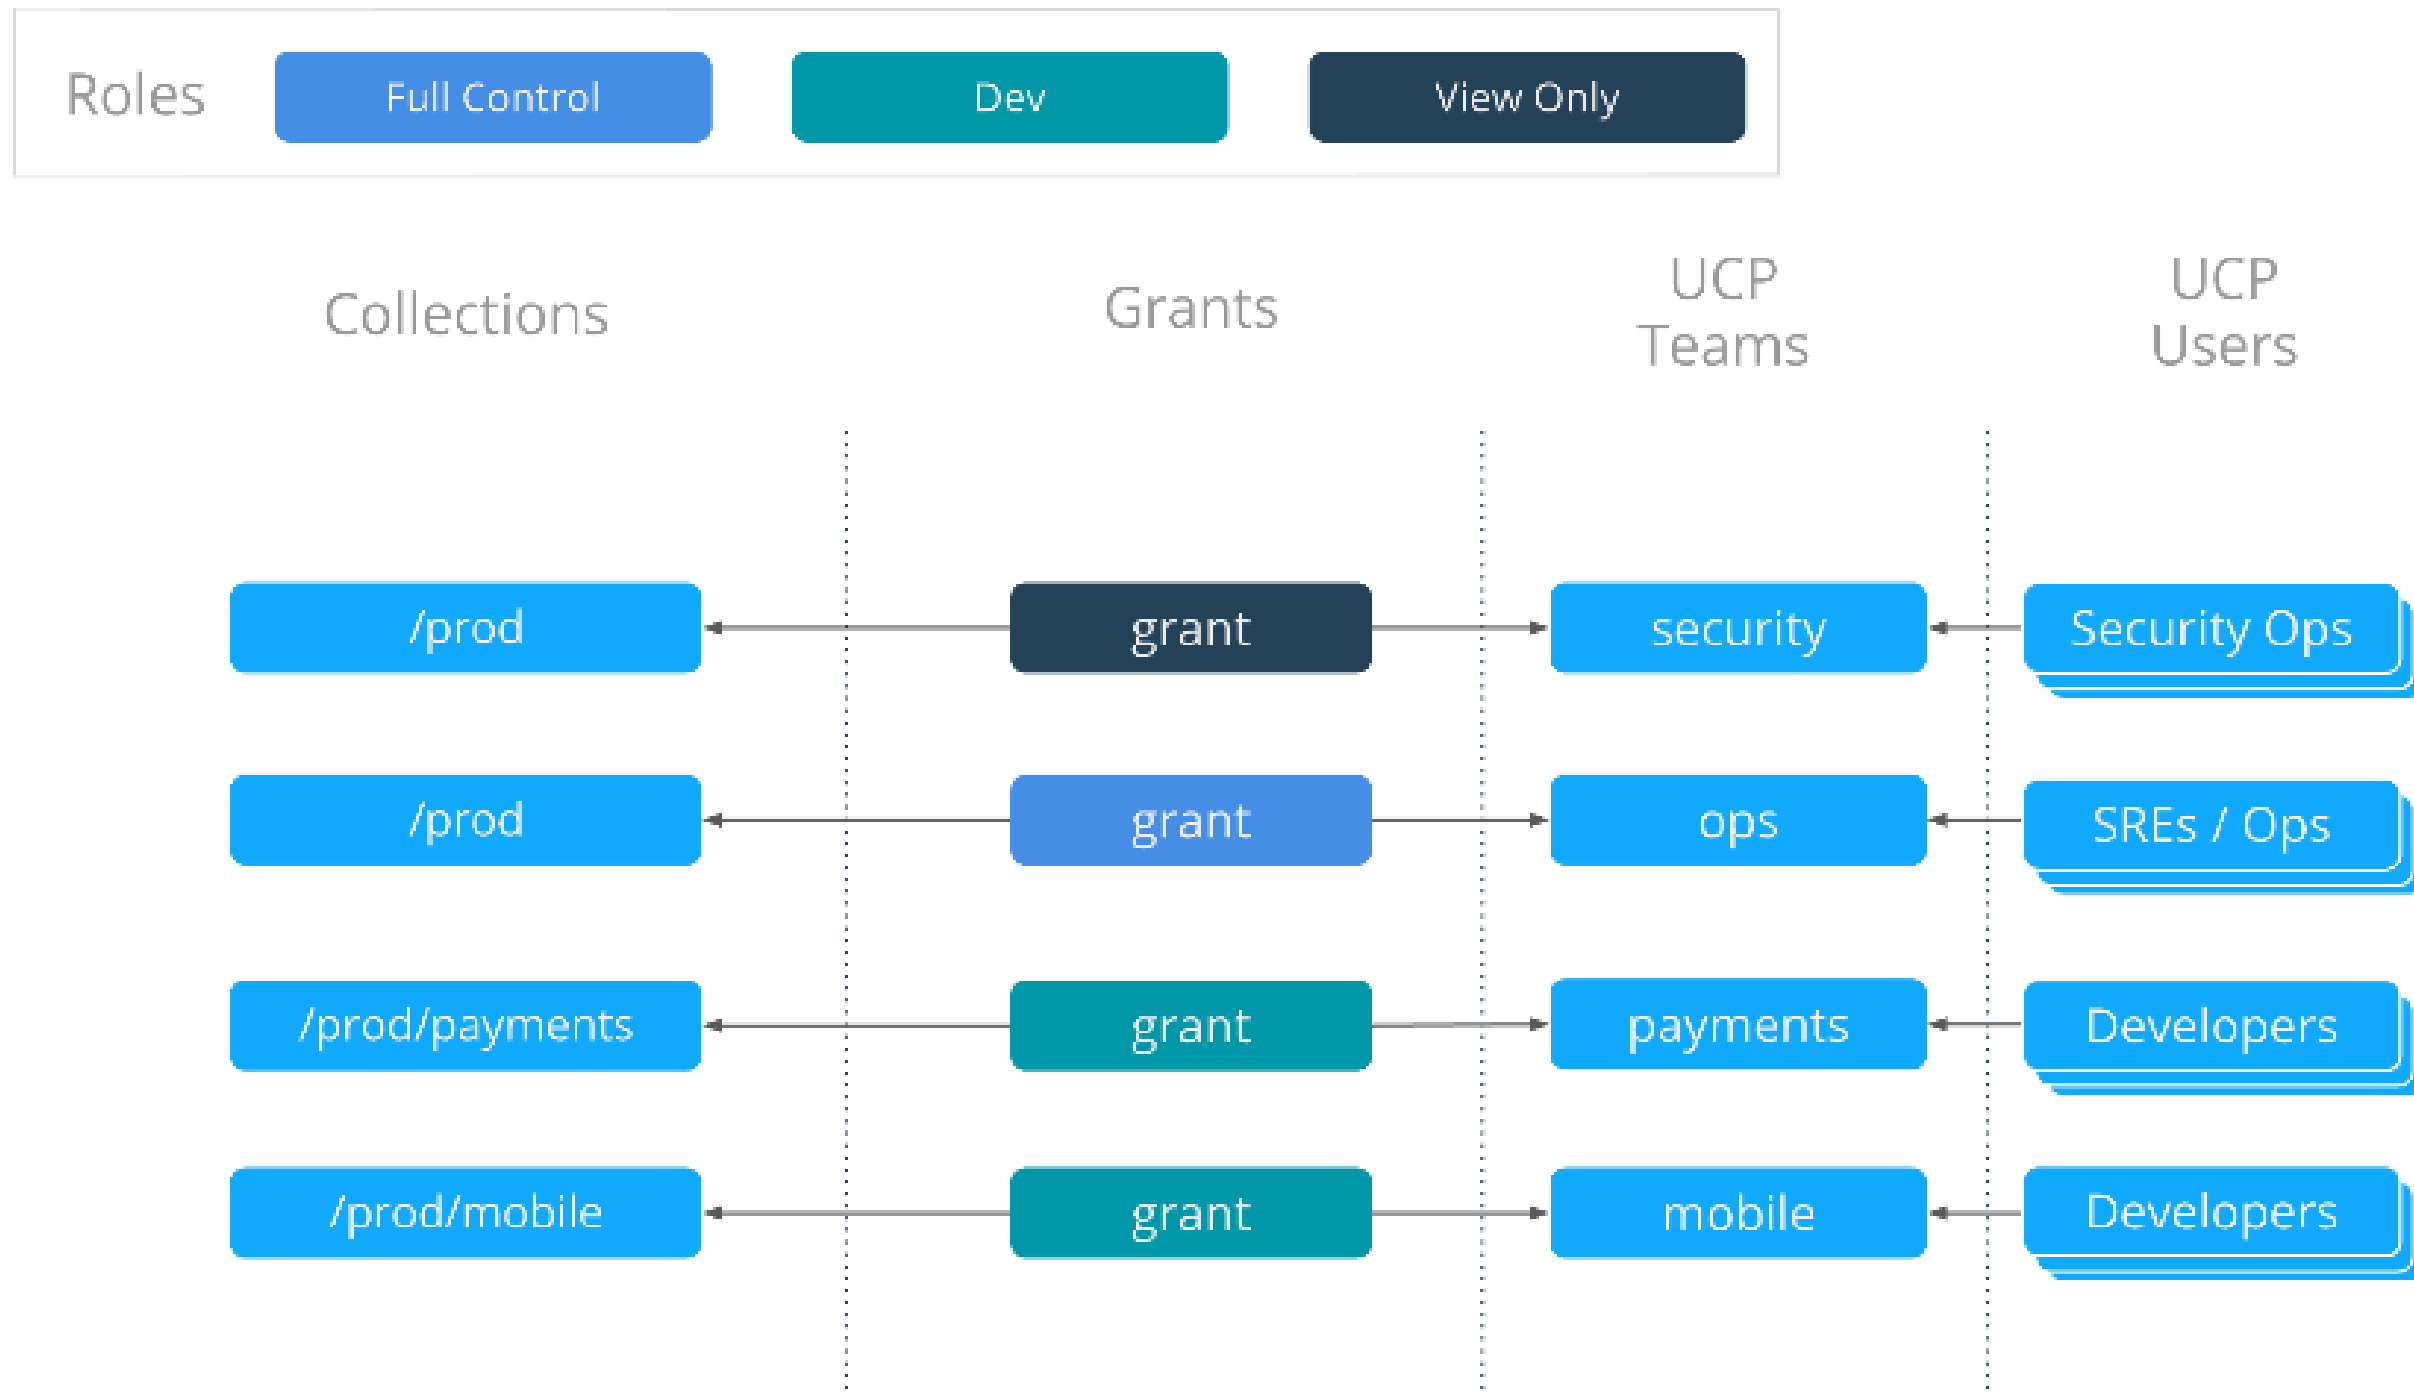 Roles
Full Control
Dev
View Only
Collections
Grants
UCP
Teams
UCP
Users
/prod
grant
security
Security Ops
/prod
grant
ops
SREs / Ops
/prod/payments
grant
payments
Developers
/prod/mobile
grant
mobile
Developers